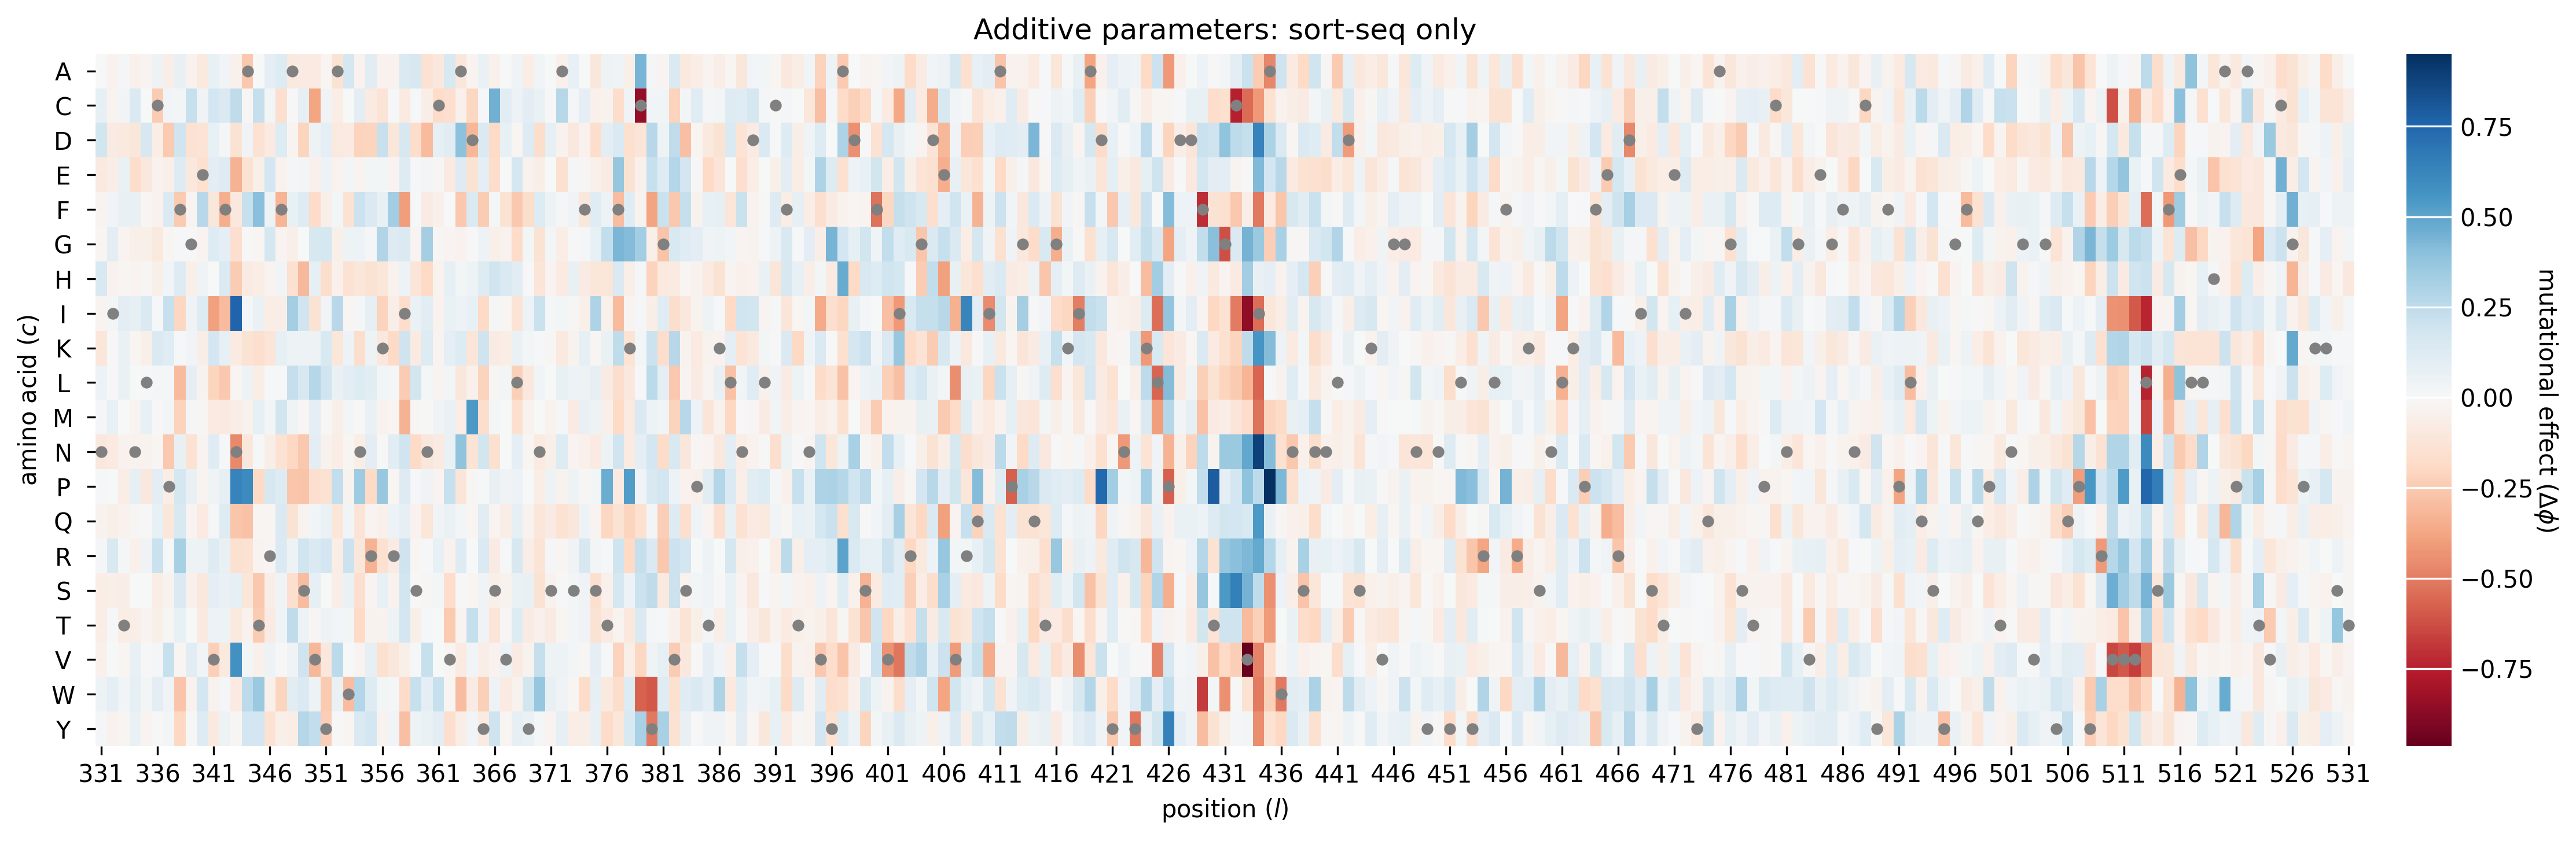 Additive parameters: sort-seq only
A
C
D
E
F
G
H
I
K
L
M
N
P
Q
R
S
T
V
W
Y
amino acid (c)
331 336 341 346 351 356 361 366 371 376 381 386 391 396 401 406 411 416 421 426 431 436 441 446 451 456 461 466 471 476 481 486 491 496 501 506 511 516 521 526 531
position (l)
0.75
0.50
0.25
0.00
−0.25
−0.50
−0.75
mutational effect (Δϕ)